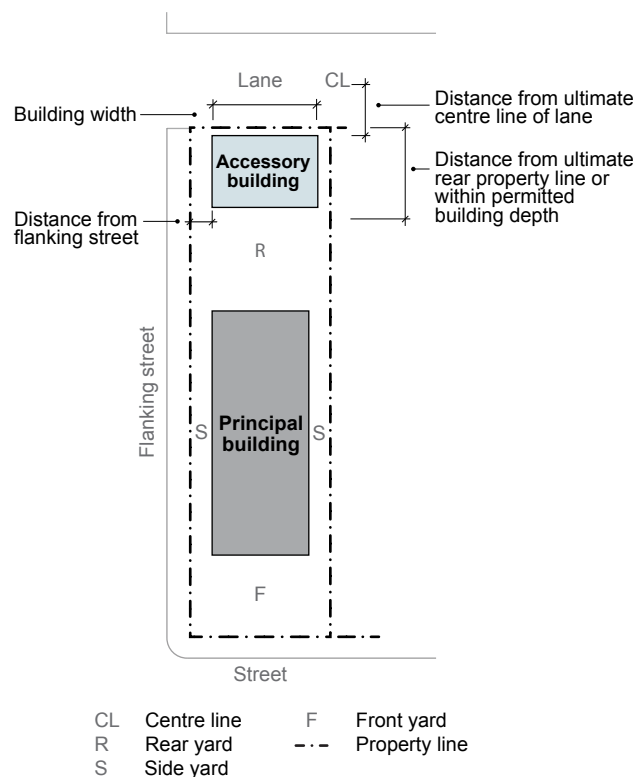 Lane
CL
Building width
Distance from ultimate
centre line of lane
Accessory
building
Distance from ultimate
rear property line or
within permitted
building depth
Distance from
flanking street
R
Flanking street
S
Principal
building
S
F
Street
CL Centre line
R Rear yard
S Side yard
F Front yard
Property line